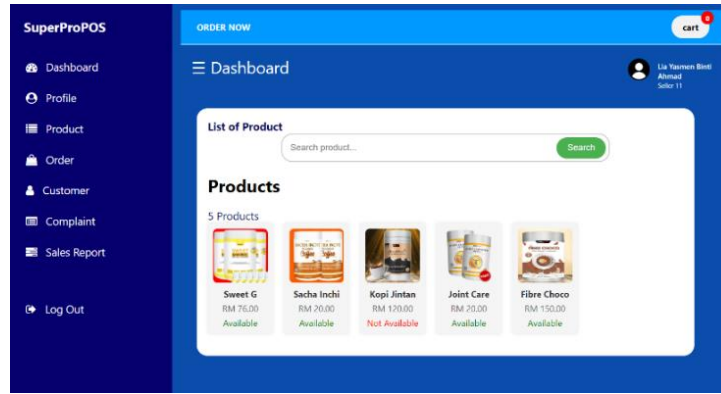 SuperProPOS
Dashboard
Profile
Product
Order
Customer
Complaint
Sales Report
Log Out
ORDER NOW
cart
☰ Dashboard
Lia Yasmen Binti
Ahmad
Seller 11
List of Product
Search product...
Search
Products
5 Products
Sweet G
RM 76.00
Available
Sacha Inchi
RM 20.00
Available
Kopi Jintan
RM 120.00
Not Available
Joint Care
RM 20.00
Available
Fibre Choco
RM 150.00
Available